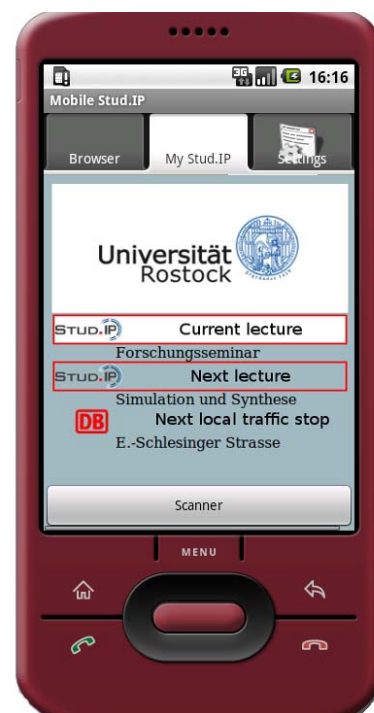 3G
16:16
Mobile Stud.IP
Browser
My Stud.IP
Settings
Universität
Rostock
STUD.IP
Current lecture
Forschungsseminar
STUD.IP
Next lecture
Simulation und Synthese
DB
Next local traffic stop
E.-Schlesinger Strasse
Scanner
MENU